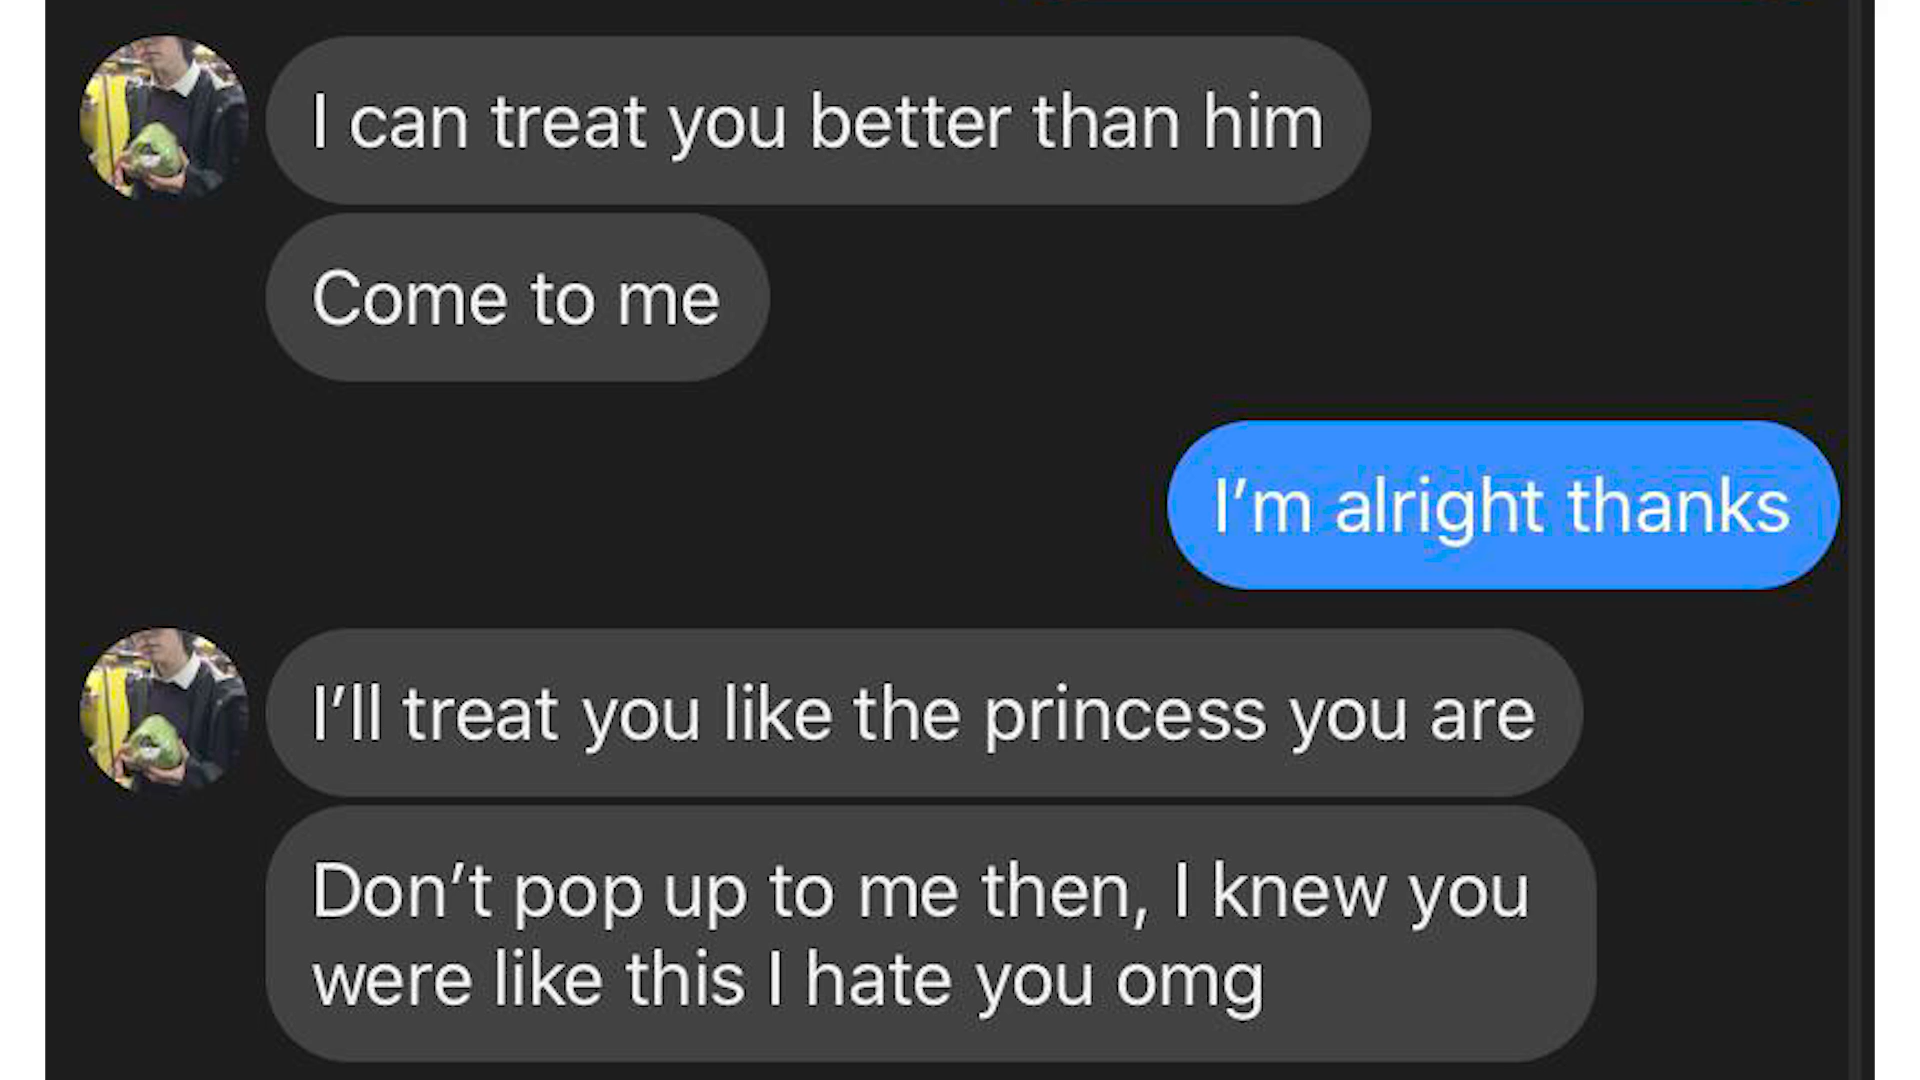 I can treat you better than him
Come to me
I’m alright thanks
I’ll treat you like the princess you are
Don’t pop up to me then, I knew you
were like this I hate you omg